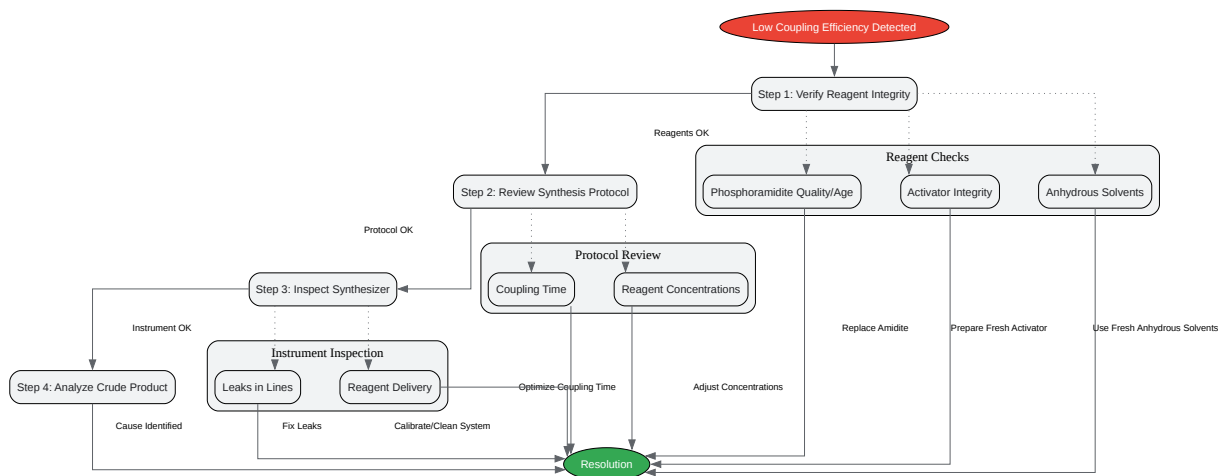 Low Coupling Efficiency Detected
Step 1: Verify Reagent Integrity
Reagents OK
Reagent Checks
Phosphoramidite Quality/Age
Activator Integrity
Anhydrous Solvents
Step 2: Review Synthesis Protocol
Protocol OK
Protocol Review
Coupling Time
Reagent Concentrations
Step 3: Inspect Synthesizer
Instrument OK
Replace Amidite
Prepare Fresh Activator
Use Fresh Anhydrous Solvents
Instrument Inspection
Leaks in Lines
Reagent Delivery
Step 4: Analyze Crude Product
Optimize Coupling Time
Adjust Concentrations
Cause Identified
Fix Leaks
Calibrate/Clean System
Resolution